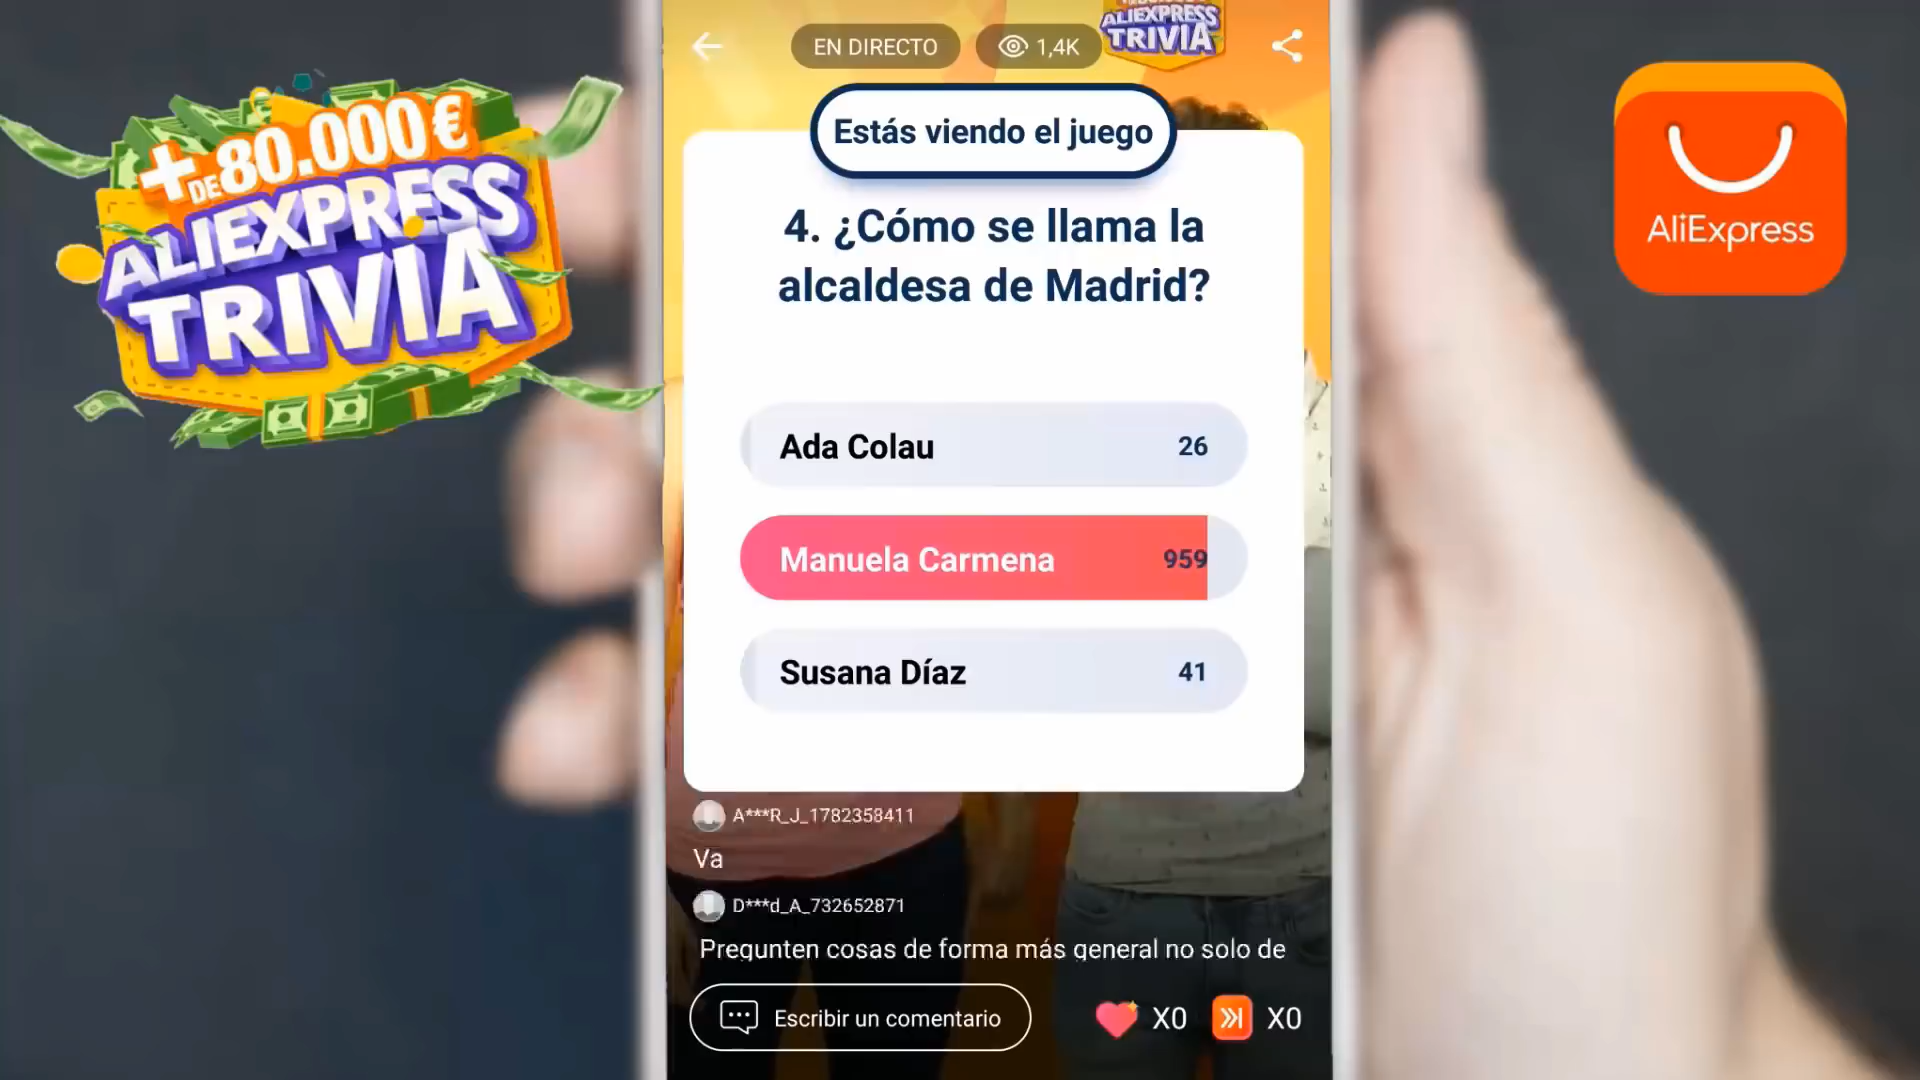 +DE 80.000 €
ALIEXPRESS
TRIVIA
EN DIRECTO
1,4K
ALIEXPRESS
TRIVIA
AliExpress
Estás viendo el juego
4. ¿Cómo se llama la
alcaldesa de Madrid?
Ada Colau 26
Manuela Carmena 959
Susana Díaz 41
A***R_J_1782358411
Va
D***d_A_732652871
Pregunten cosas de forma más general no solo de
Escribir un comentario
X0
X0